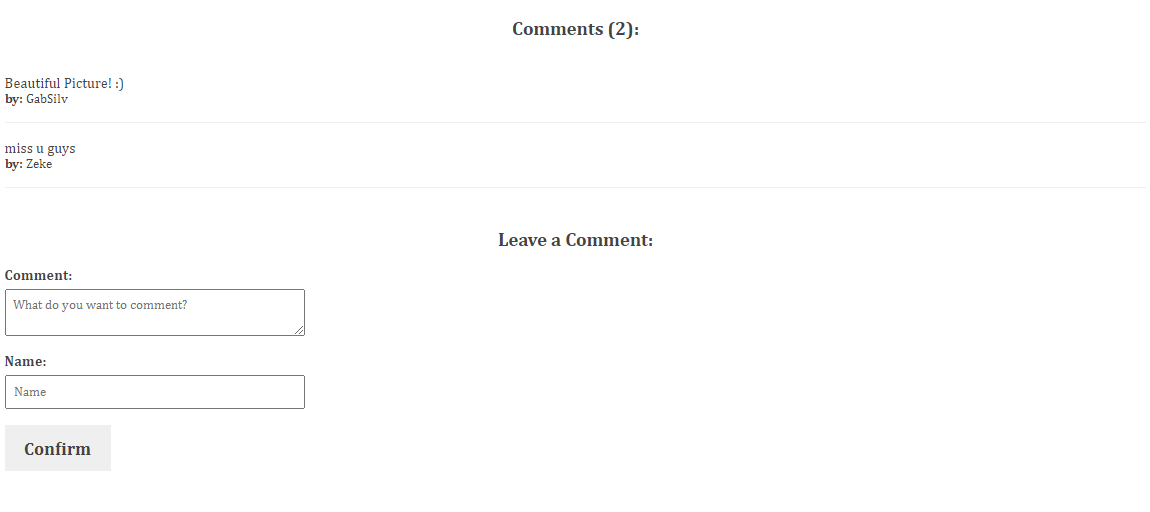 Comments (2):
Beautiful Picture! :)
by: GabSilv
miss u guys
by: Zeke
Leave a Comment:
Comment:
What do you want to comment?
Name:
Name
Confirm